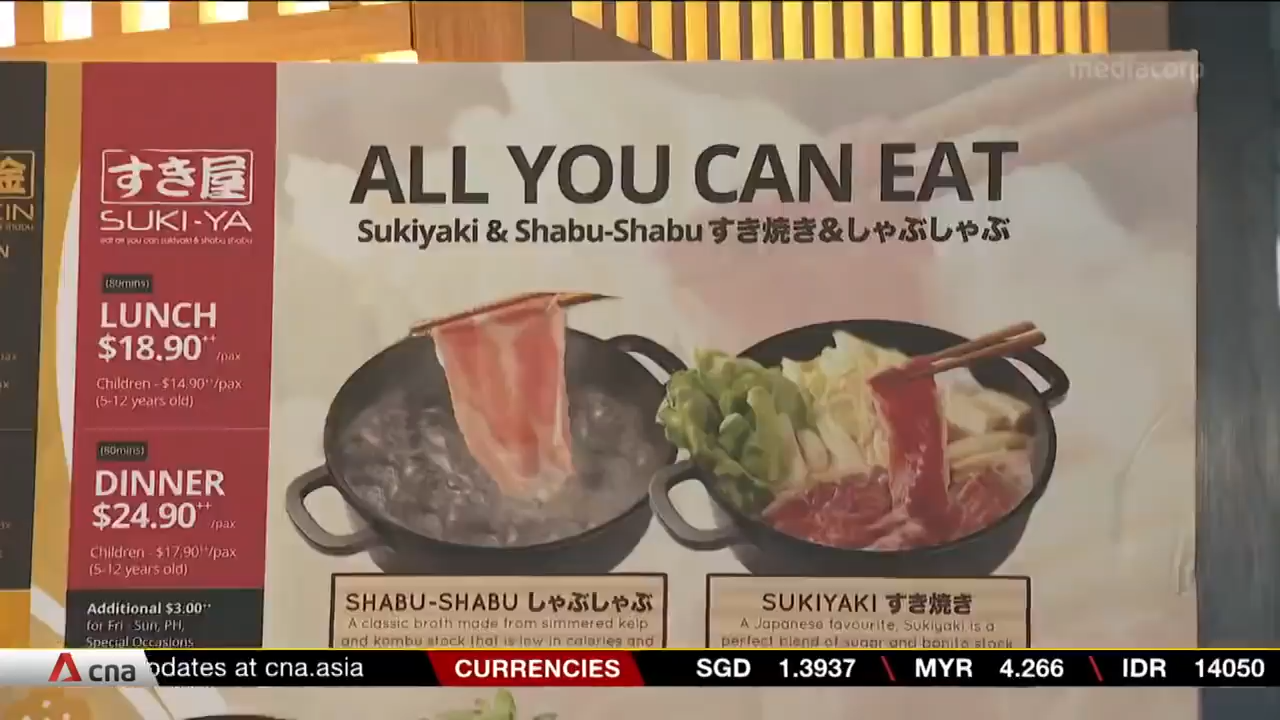 mediacorp
金
すき屋
SUKI-YA
eat all you can sukiyaki & shabu shabu
(80mins)
LUNCH
$18.90++ /pax
Children - $14.90++/pax
(5-12 years old)
(80mins)
DINNER
$24.90++ /pax
Children - $17.90++/pax
(5-12 years old)
Additional $3.00++
for Fri - Sun, PH,
Special Occasions
ALL YOU CAN EAT
Sukiyaki & Shabu-Shabu すき焼き&しゃぶしゃぶ
SHABU-SHABU しゃぶしゃぶ
A classic broth made from simmered kelp
and kombu stock that is low in calories and
SUKIYAKI すき焼き
A Japanese favourite, Sukiyaki is a
perfect blend of sugar and bonito stock
cna pdates at cna.asia CURRENCIES SGD 1.3937 MYR 4.266 IDR 14050